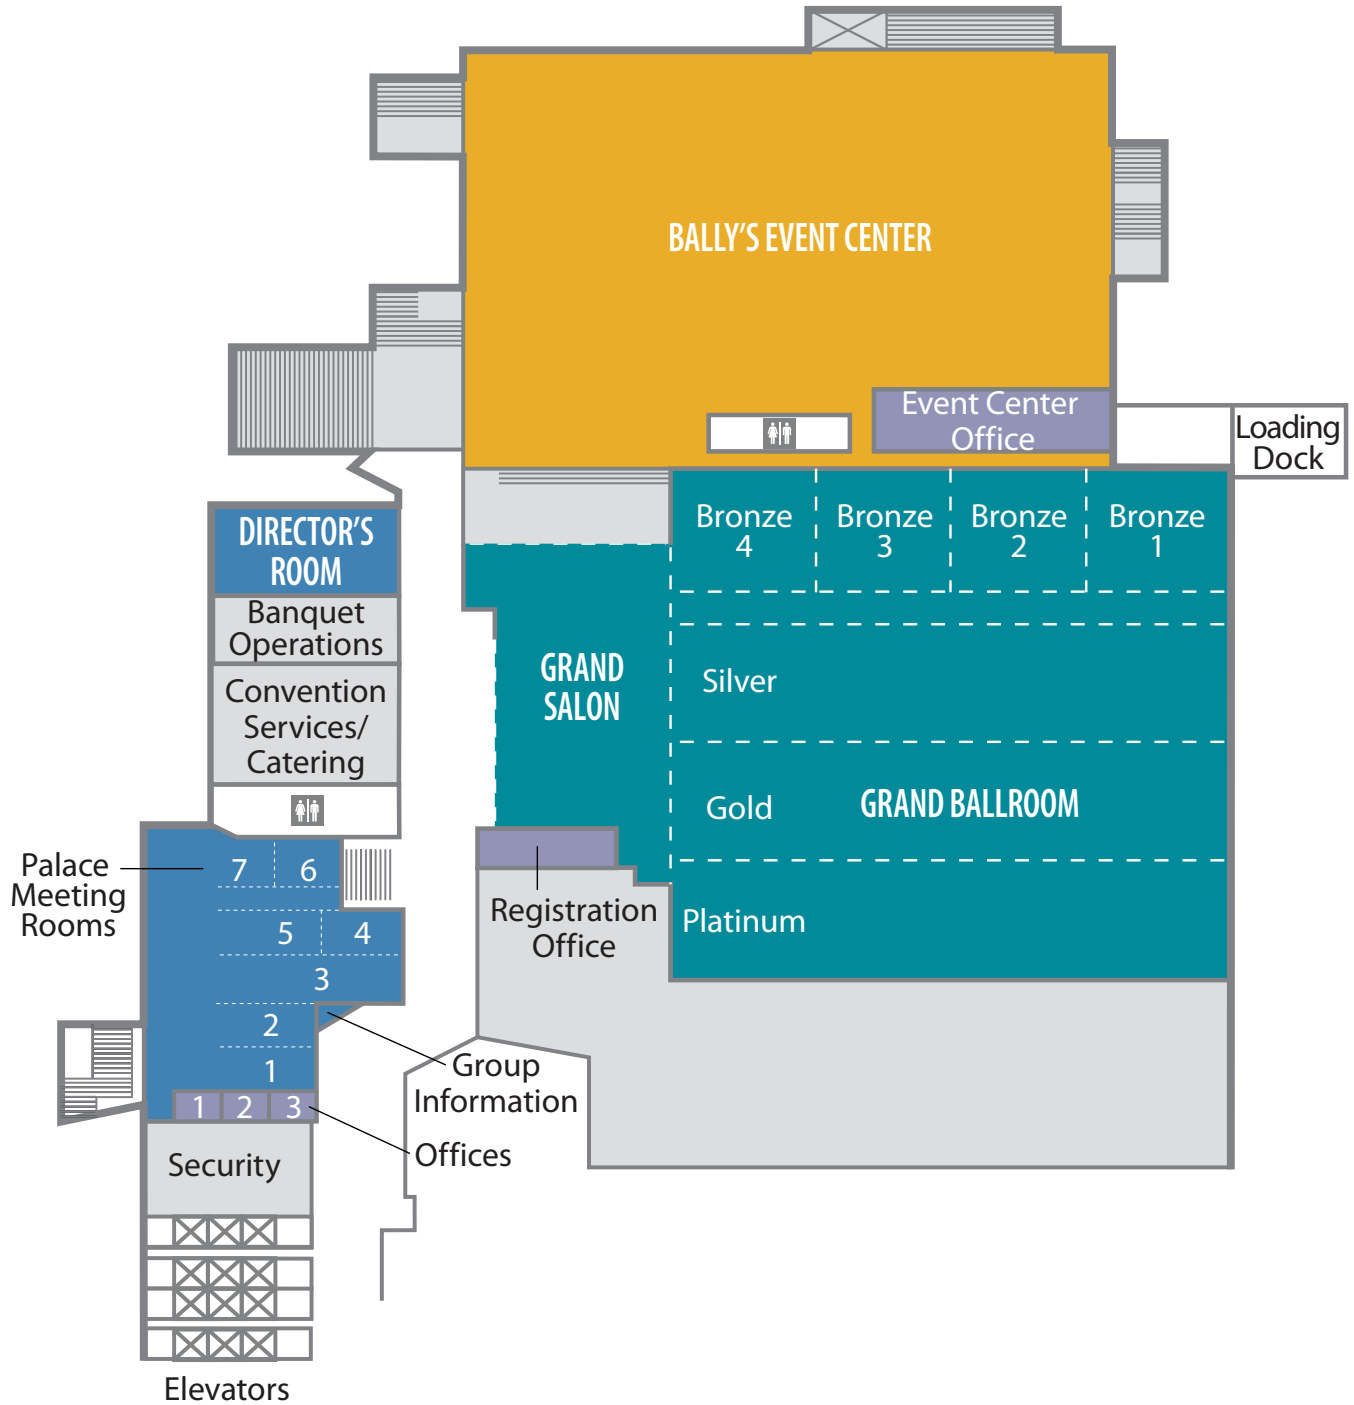 BALLY'S EVENT CENTER
Event Center
Office
Loading
Dock
DIRECTOR'S
ROOM
Banquet
Operations
Convention
Services/
Catering
Bronze
4
Bronze
3
Bronze
2
Bronze
1
GRAND
SALON
Silver
Gold
GRAND BALLROOM
Platinum
Registration
Office
Palace
Meeting
Rooms
7
6
5
4
3
2
1
Group
Information
1
2
3
Offices
Security
Elevators